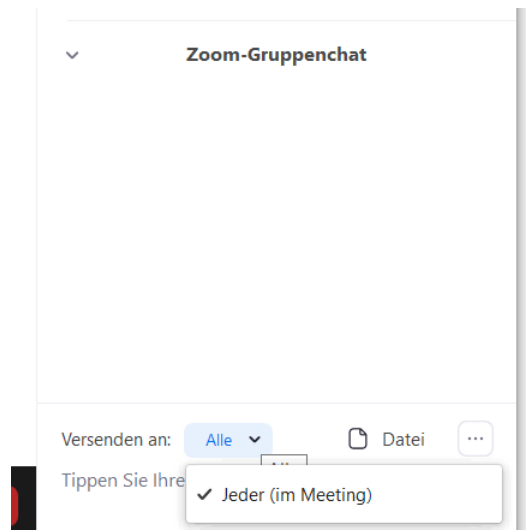 Zoom-Gruppenchat
Versenden an: Alle Datei ...
Tippen Sie Ihre
Jeder (im Meeting)